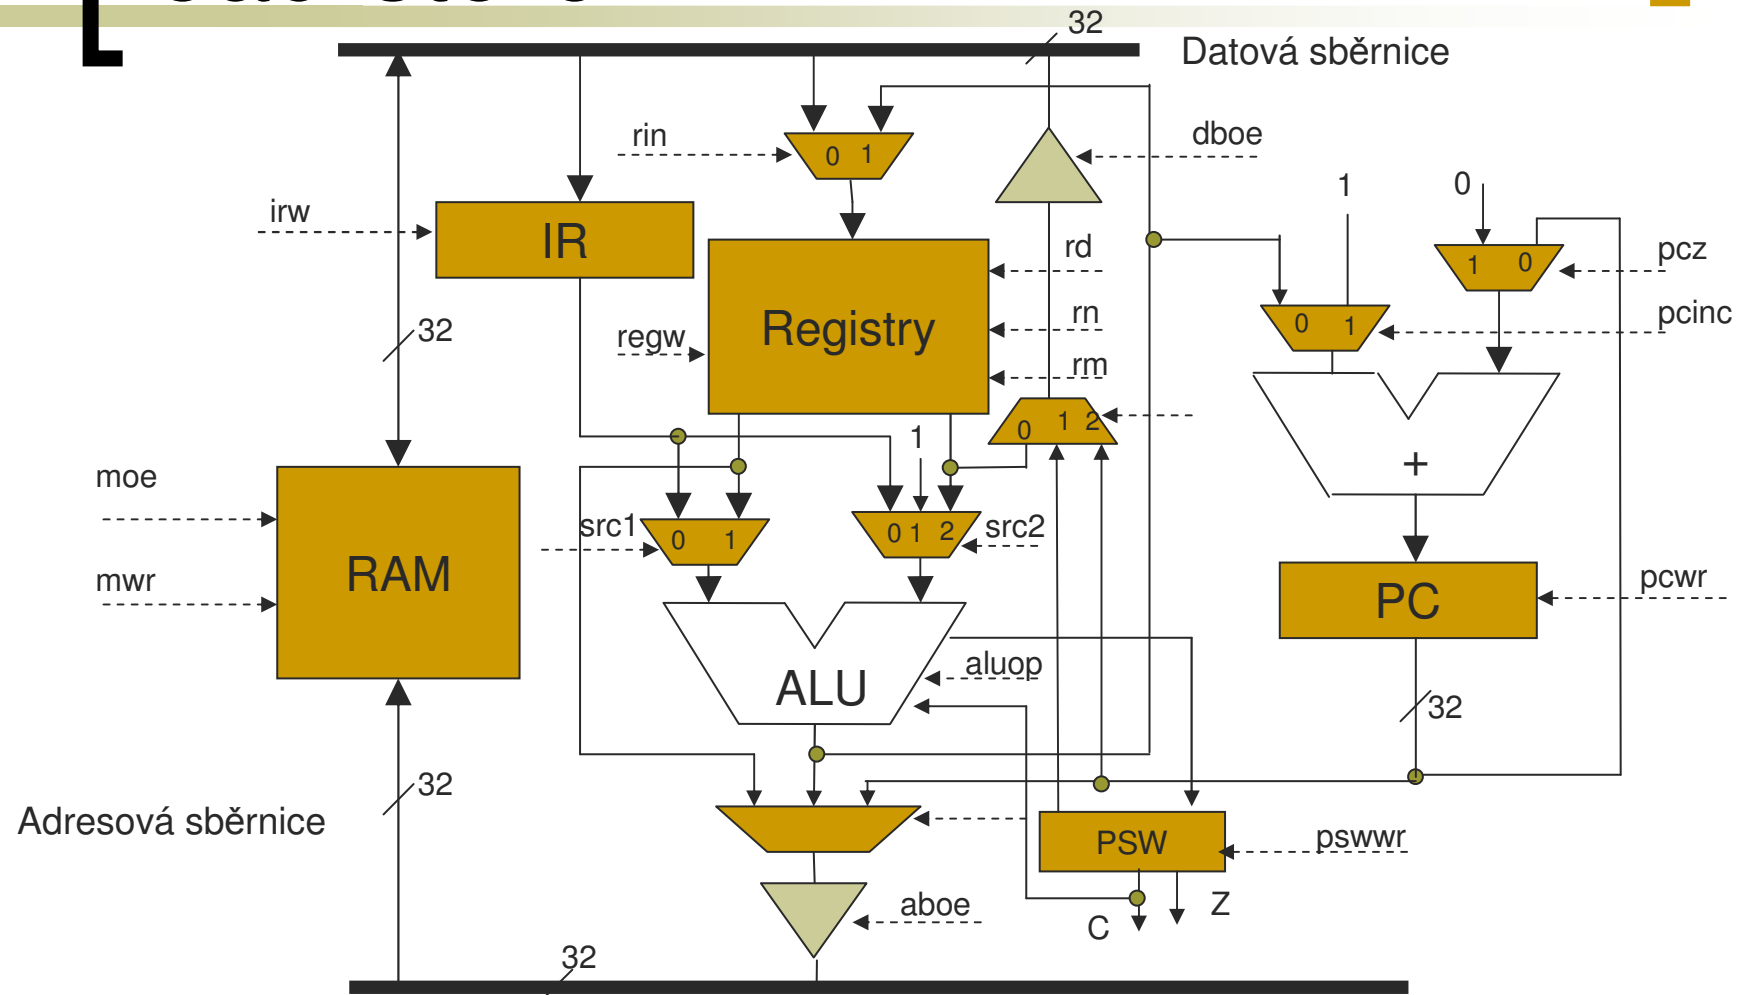 32
Datová sběrnice
rin
0 1
dboe
irw
IR
1
0
rd
1 0
pcz
Registry
rn
0 1
pcinc
regw
32
rm
0 1 2
1
+
moe
src1
0 1
0 1 2
src2
RAM
mwr
PC
pcwr
ALU
aluop
32
32
Adresová sběrnice
PSW
pswwr
aboe
C
Z
32